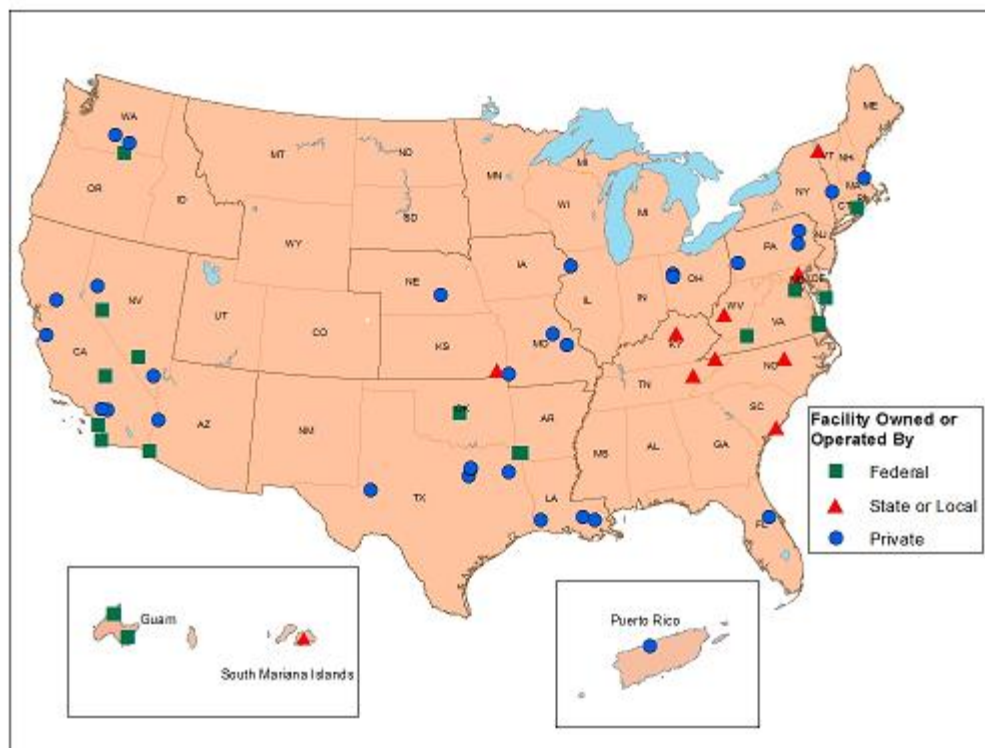 WA
MT
ND
MN
MI
ME
VT
NH
OR
ID
SD
WI
MI
NY
MA
CT
WY
IA
PA
NJ
NE
OH
DE
NV
UT
CO
IL
IN
WV
VA
KS
MO
KY
CA
NC
TN
AZ
NM
OK
AR
SC
MS
AL
GA
TX
LA
FL
Facility Owned or
Operated By
Federal
State or Local
Private
Guam
South Mariana Islands
Puerto Rico